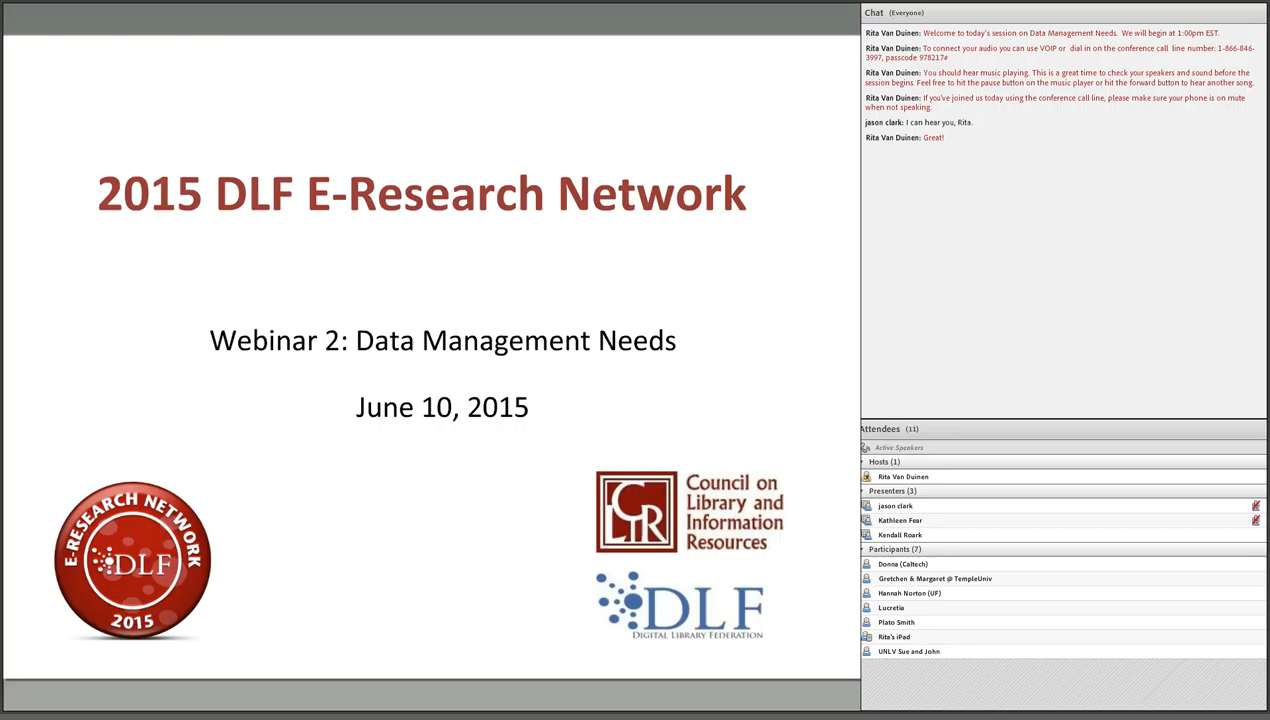 2015 DLF E-Research Network
Webinar 2: Data Management Needs
June 10, 2015
E-RESEARCH NETWORK
DLF
2015
CLIR
Council on
Library and
Information
Resources
DLF
DIGITAL LIBRARY FEDERATION
Chat (Everyone)
Rita Van Duinen: Welcome to today's session on Data Management Needs. We will begin at 1:00pm EST.
Rita Van Duinen: To connect your audio you can use VOIP or dial in on the conference call line number: 1-866-846-
3997, passcode 978217#
Rita Van Duinen: You should hear music playing. This is a great time to check your speakers and sound before the
session begins. Feel free to hit the pause button on the music player or hit the forward button to hear another song.
Rita Van Duinen: If you've joined us today using the conference call line, please make sure your phone is on mute
when not speaking.
jason clark: I can hear you, Rita.
Rita Van Duinen: Great!
Attendees (11)
Active Speakers
Hosts (1)
Rita Van Duinen
Presenters (3)
jason clark
Kathleen Fear
Kendall Roark
Participants (7)
Donna (Caltech)
Gretchen & Margaret @ TempleUniv
Hannah Norton (UF)
Lucretia
Plato Smith
Rita's iPad
UNLV Sue and John